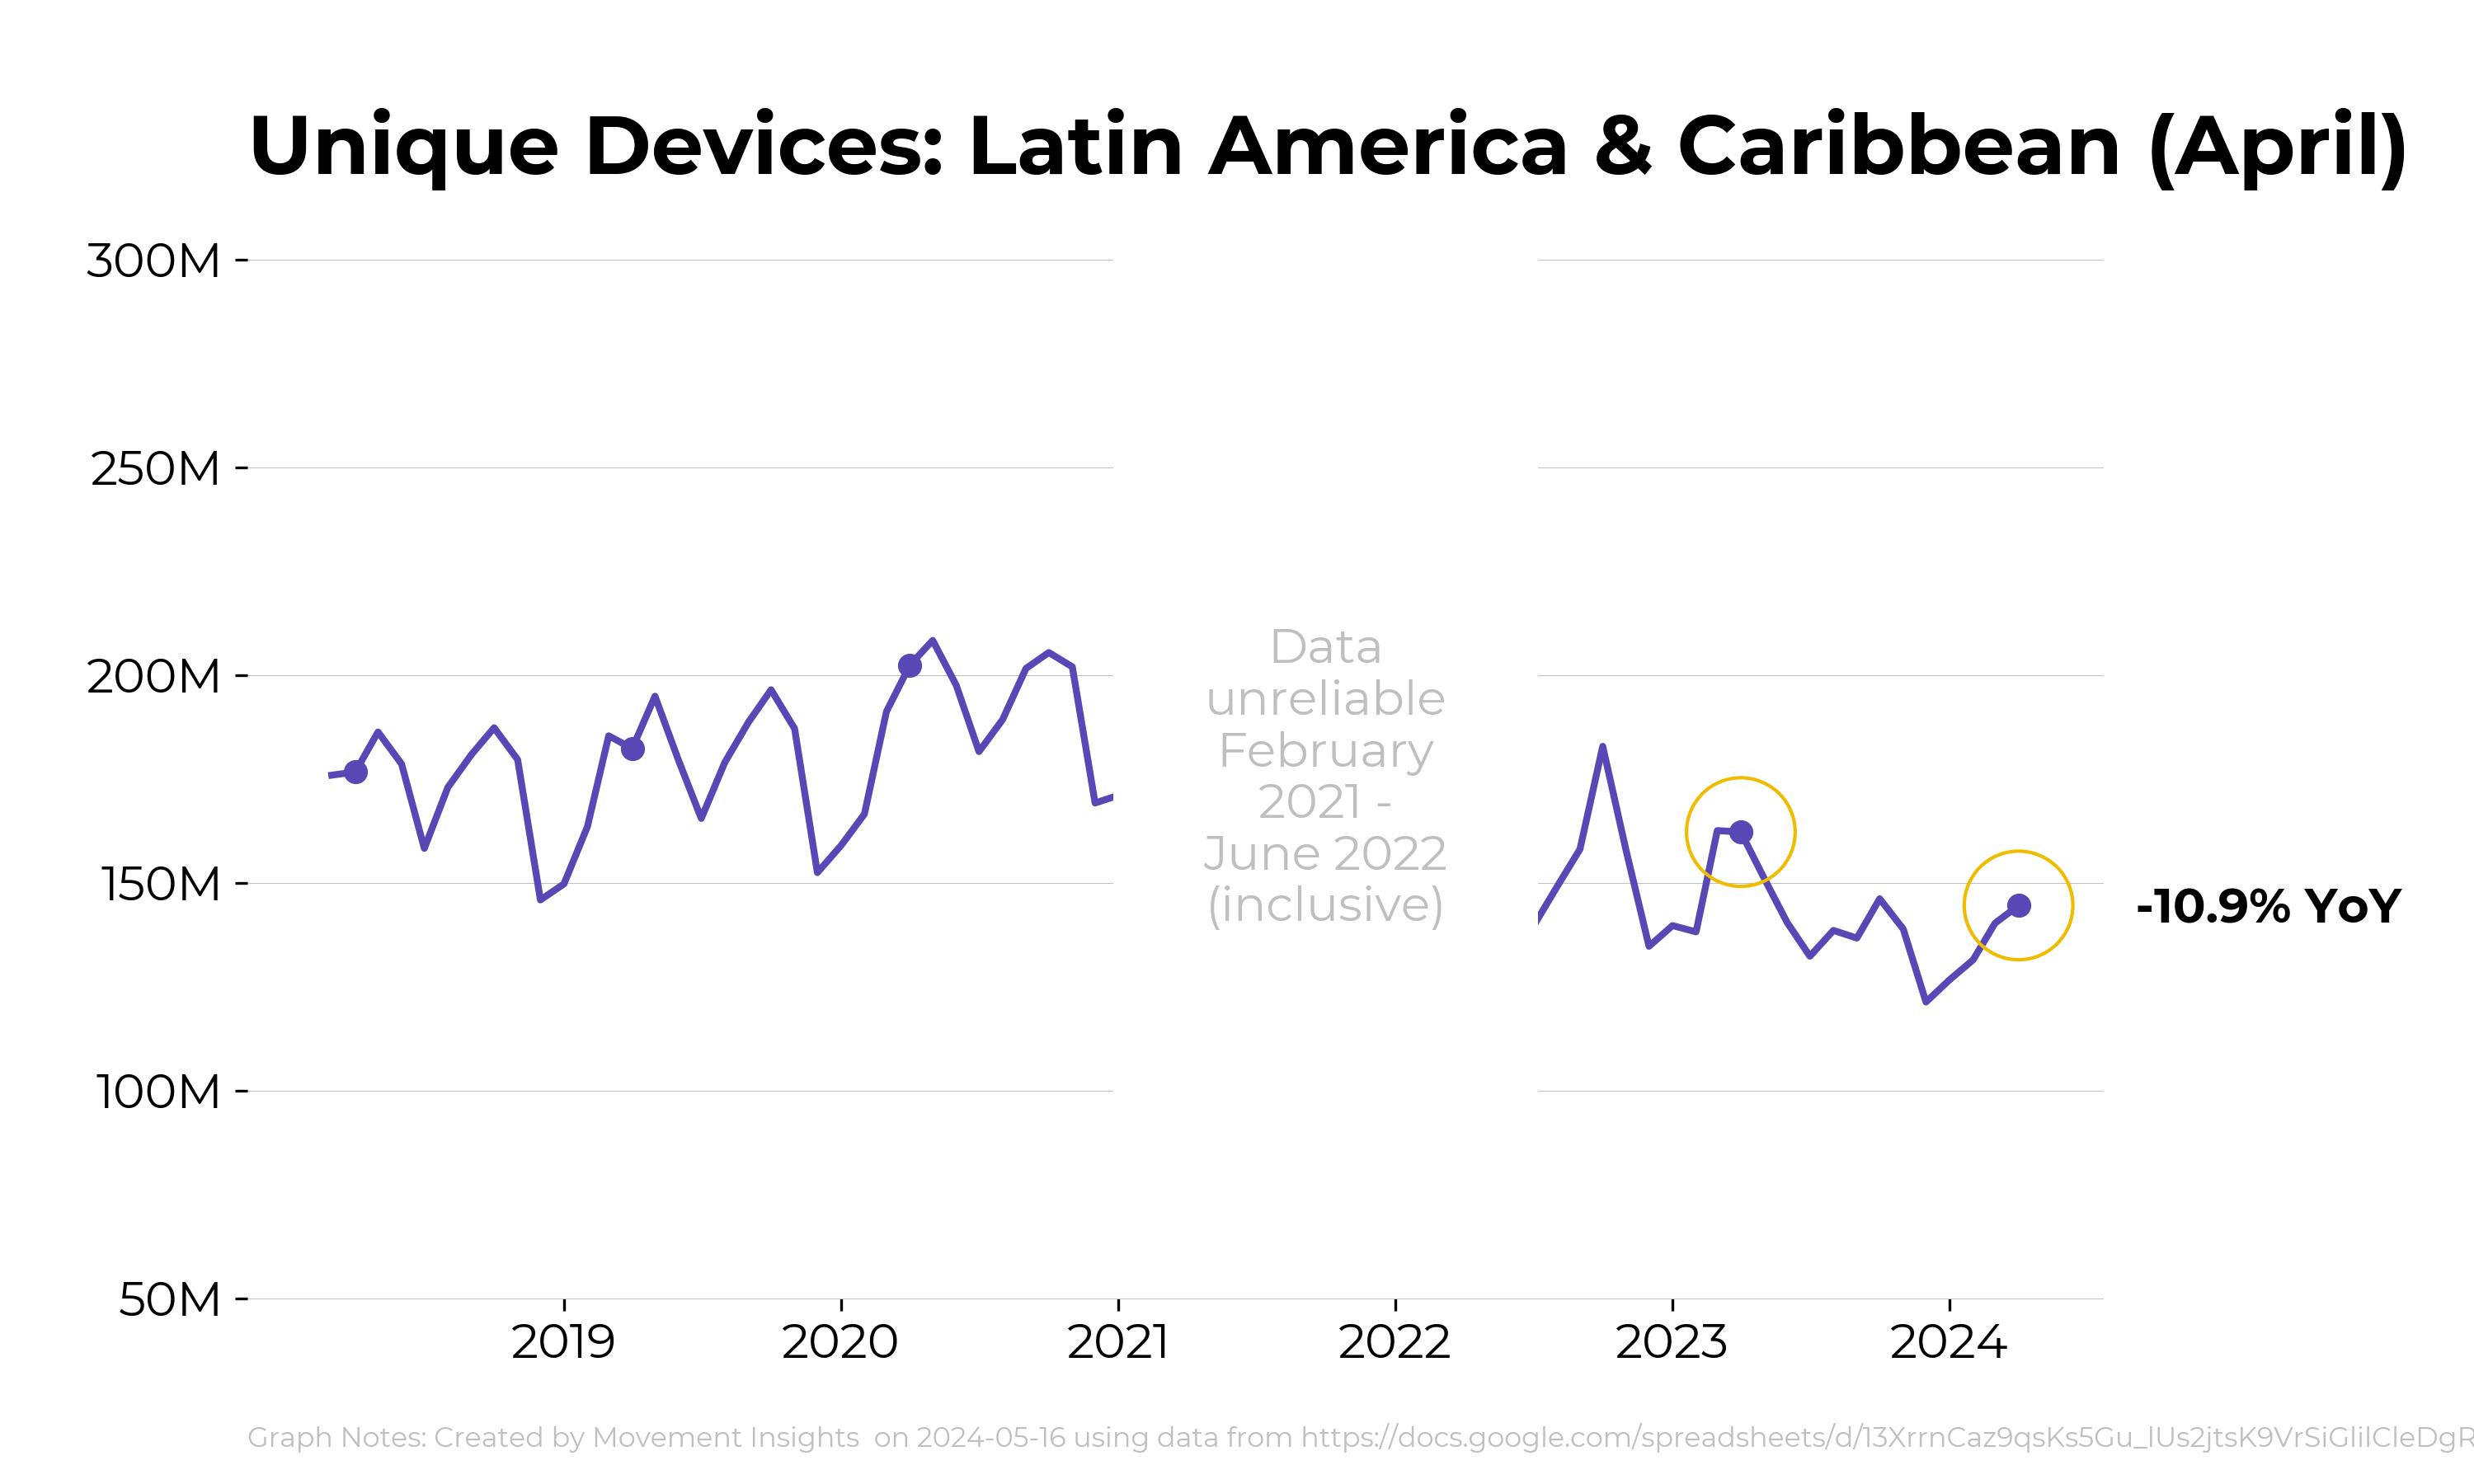 Unique Devices: Latin America & Caribbean (April)
300M
250M
200M
150M
100M
50M
Data
unreliable
February
2021 -
June 2022
(inclusive)
-10.9% YoY
2019
2020
2021
2022
2023
2024
Graph Notes: Created by Movement Insights on 2024-05-16 using data from https://docs.google.com/spreadsheets/d/13XrrnCaz9qsKs5Gu_lUs2jtsK9VrSiGlilCleDgR